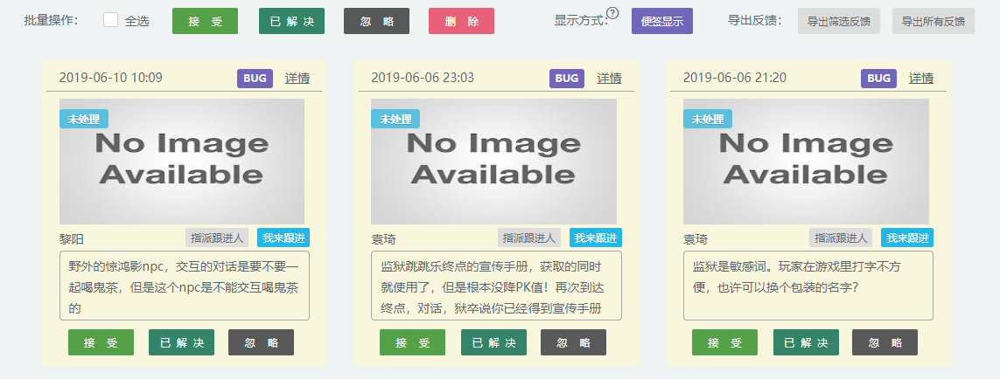 批量操作： 全选 接 受 已 解 决 忽 略 删 除 显示方式： 便签显示 导出反馈： 导出筛选反馈 导出所有反馈
2019-06-10 10:09 BUG 详情
未处理
No Image
Available
黎阳 指派跟进人 我来跟进
野外的惊鸿影npc，交互的对话是要不要一
起喝鬼茶，但是这个npc是不能交互喝鬼茶
的
接 受 已 解 决 忽 略
2019-06-06 23:03 BUG 详情
未处理
No Image
Available
袁琦 指派跟进人 我来跟进
监狱跳跳乐终点的宣传手册，获取的同时
就使用了，但是根本没降PK值！再次到达
终点，对话，狱卒说你已经得到宣传手册
接 受 已 解 决 忽 略
2019-06-06 21:20 BUG 详情
未处理
No Image
Available
袁琦 指派跟进人 我来跟进
监狱是敏感词。玩家在游戏里打字不方
便，也许可以换个包装的名字？
接 受 已 解 决 忽 略